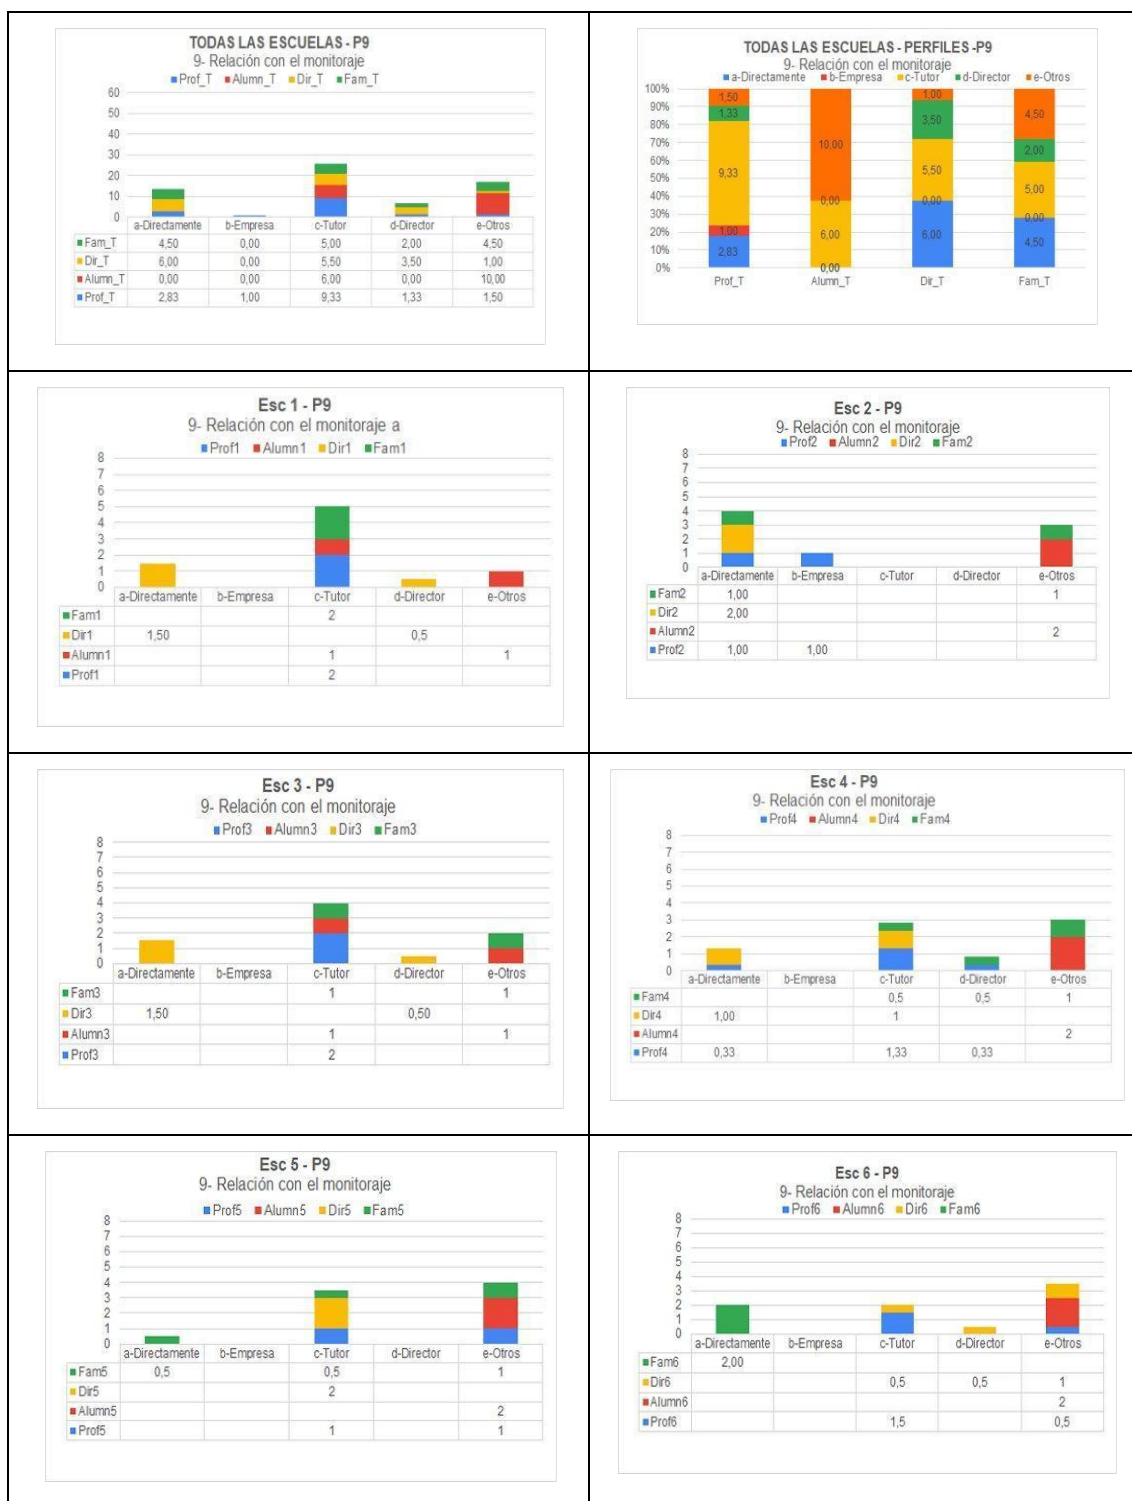 TODAS LAS ESCUELAS - P9
9- Relación con el monitoraje
Prof_T Alumn_T Dir_T Fam_T
60
50
40
30
20
10
0
a-Directamente b-Empresa c-Tutor d-Director e-Otros
Fam_T 4,50 0,00 5,00 2,00 4,50
Dir_T 6,00 0,00 5,50 3,50 1,00
Alumn_T 0,00 0,00 6,00 0,00 10,00
Prof_T 2,83 1,00 9,33 1,33 1,50
TODAS LAS ESCUELAS - PERFILES -P9
9- Relación con el monitoraje
a-Directamente b-Empresa c-Tutor d-Director e-Otros
100%
90%
80%
70%
60%
50%
40%
30%
20%
10%
0%
1,50
1,33
9,33
1,00
2,83
10,00
0,00
6,00
0,00
1,00
3,50
5,50
0,00
6,00
4,50
2,00
5,00
0,00
4,50
Prof_T Alumn_T Dir_T Fam_T
Esc 1 - P9
9- Relación con el monitoraje a
Prof1 Alumn1 Dir1 Fam1
8
7
6
5
4
3
2
1
0
a-Directamente b-Empresa c-Tutor d-Director e-Otros
Fam1 2
Dir1 1,50 0,5
Alumn1 1 1
Prof1 2
Esc 2 - P9
9- Relación con el monitoraje
Prof2 Alumn2 Dir2 Fam2
8
7
6
5
4
3
2
1
0
a-Directamente b-Empresa c-Tutor d-Director e-Otros
Fam2 1,00 1
Dir2 2,00
Alumn2 2
Prof2 1,00 1,00
Esc 3 - P9
9- Relación con el monitoraje
Prof3 Alumn3 Dir3 Fam3
8
7
6
5
4
3
2
1
0
a-Directamente b-Empresa c-Tutor d-Director e-Otros
Fam3 1 1
Dir3 1,50 0,50
Alumn3 1 1
Prof3 2
Esc 4 - P9
9- Relación con el monitoraje
Prof4 Alumn4 Dir4 Fam4
8
7
6
5
4
3
2
1
0
a-Directamente b-Empresa c-Tutor d-Director e-Otros
Fam4 0,5 0,5 1
Dir4 1,00 1
Alumn4 2
Prof4 0,33 1,33 0,33
Esc 5 - P9
9- Relación con el monitoraje
Prof5 Alumn5 Dir5 Fam5
8
7
6
5
4
3
2
1
0
a-Directamente b-Empresa c-Tutor d-Director e-Otros
Fam5 0,5 0,5 1
Dir5 2
Alumn5 2
Prof5 1 1
Esc 6 - P9
9- Relación con el monitoraje
Prof6 Alumn6 Dir6 Fam6
8
7
6
5
4
3
2
1
0
a-Directamente b-Empresa c-Tutor d-Director e-Otros
Fam6 2,00
Dir6 0,5 0,5 1
Alumn6 2
Prof6 1,5 0,5